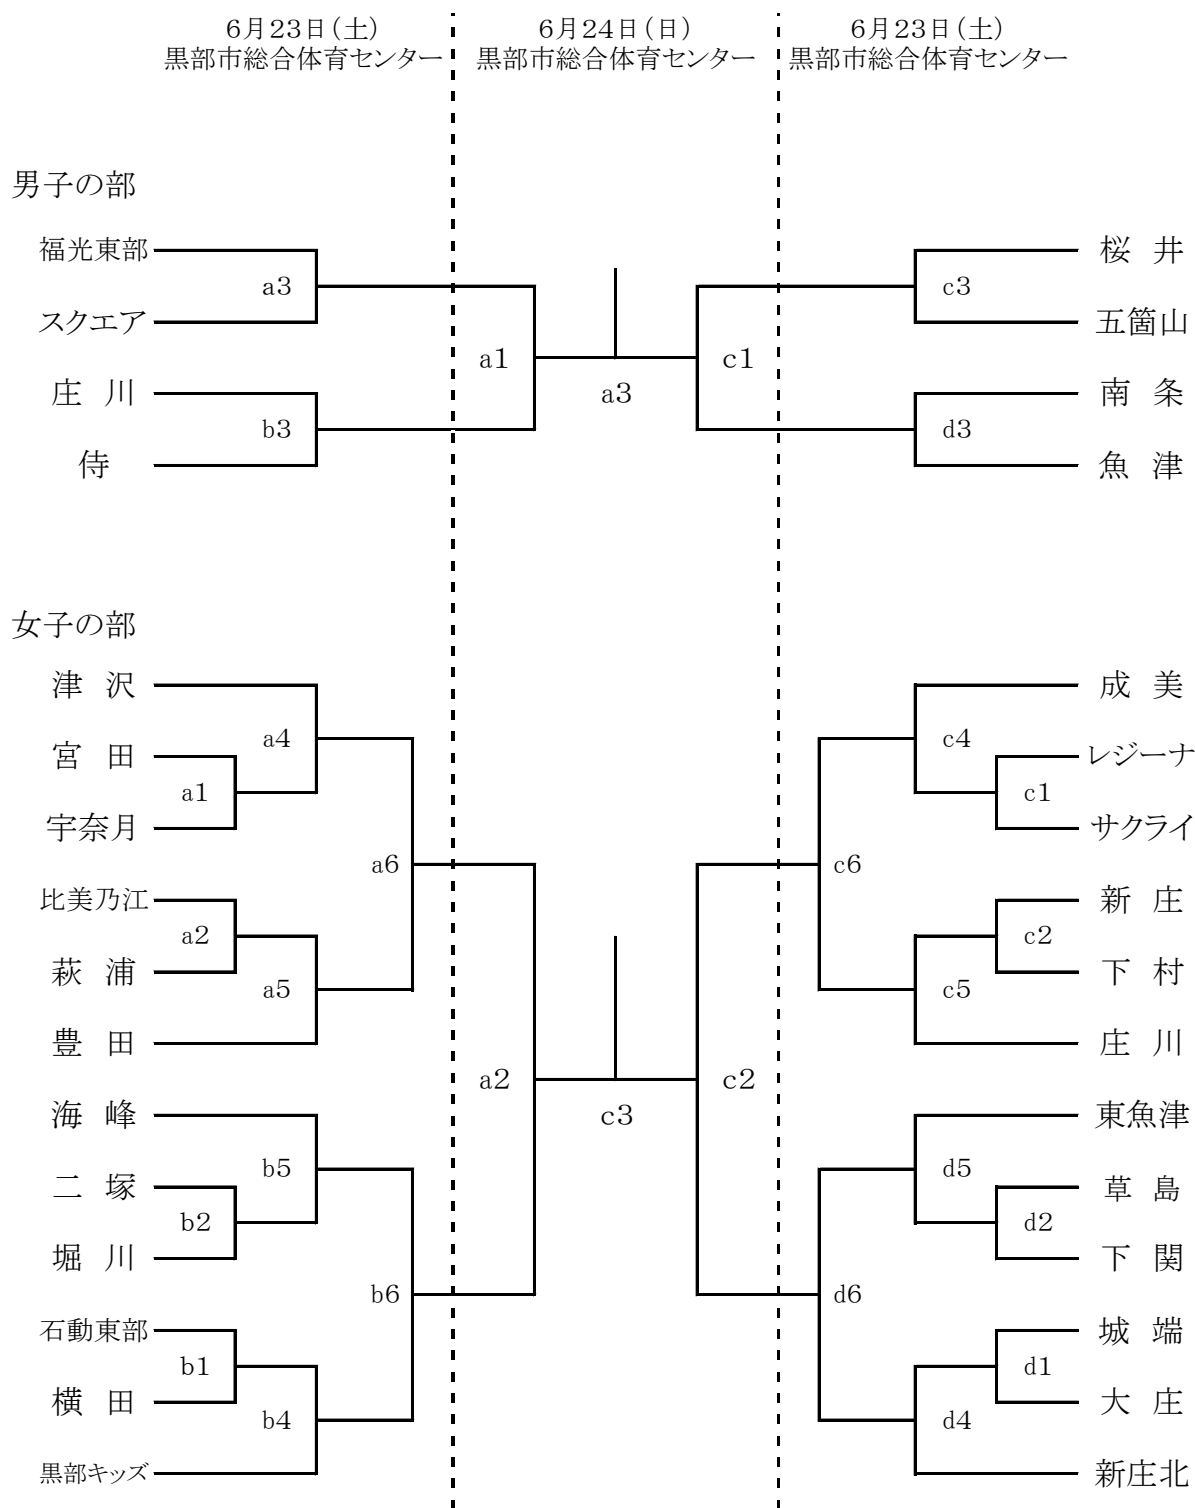 6月23日(土)
黒部市総合体育センター
6月24日(日)
黒部市総合体育センター
6月23日(土)
黒部市総合体育センター
男子の部
福光東部
スクエア
庄川
侍
a3
b3
a1
a3
c1
c3
d3
桜井
五箇山
南条
魚津
女子の部
津沢
宮田
宇奈月
比美乃江
萩浦
豊田
海峰
二塚
堀川
石動東部
横田
黒部キッズ
a4
a1
a6
a2
a5
b5
b2
b6
b1
b4
a2
c3
c2
c4
c1
c6
c2
c5
d5
d2
d6
d1
d4
成美
レジーナ
サクライ
新庄
下村
庄川
東魚津
草島
下関
城端
大庄
新庄北